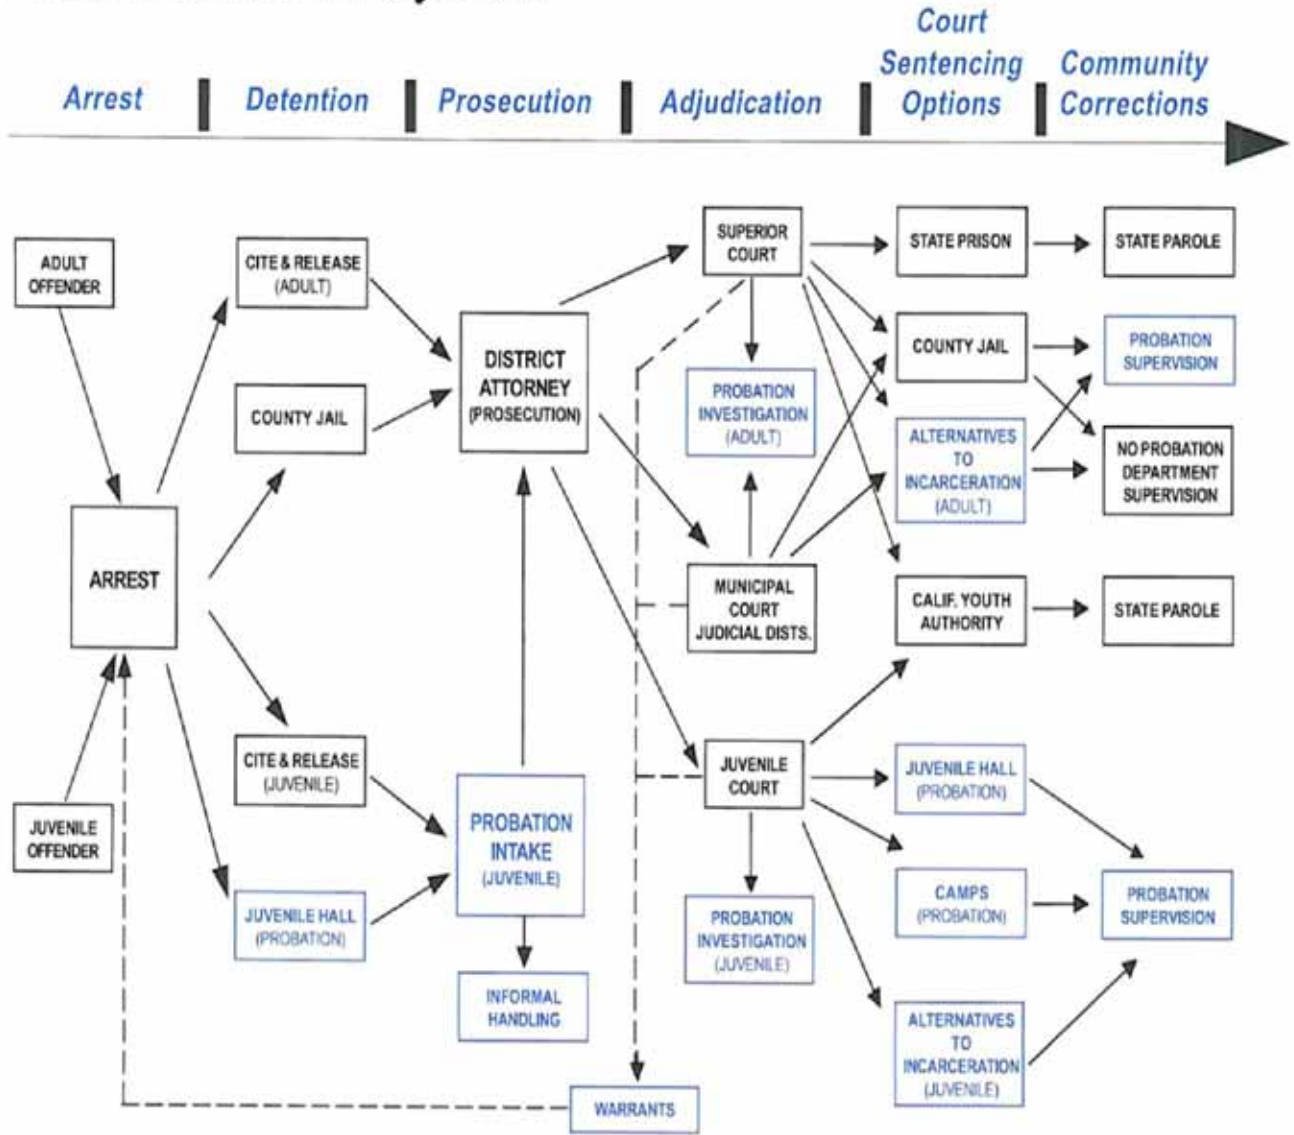 Court
Sentencing
Options
Community
Corrections
Arrest
Detention
Prosecution
Adjudication
ADULT
OFFENDER
CITE & RELEASE
(ADULT)
COUNTY JAIL
DISTRICT
ATTORNEY
(PROSECUTION)
SUPERIOR
COURT
STATE PRISON
STATE PAROLE
COUNTY JAIL
PROBATION
SUPERVISION
PROBATION
INVESTIGATION
(ADULT)
ALTERNATIVES
TO
INCARCERATION
(ADULT)
NO PROBATION
DEPARTMENT
SUPERVISION
ARREST
MUNICIPAL
COURT
JUDICIAL DISTS.
CALIF. YOUTH
AUTHORITY
STATE PAROLE
JUVENILE
OFFENDER
CITE & RELEASE
(JUVENILE)
JUVENILE HALL
(PROBATION)
PROBATION
INTAKE
(JUVENILE)
INFORMAL
HANDLING
JUVENILE
COURT
JUVENILE HALL
(PROBATION)
PROBATION
INVESTIGATION
(JUVENILE)
CAMPS
(PROBATION)
PROBATION
SUPERVISION
ALTERNATIVES
TO
INCARCERATION
(JUVENILE)
WARRANTS